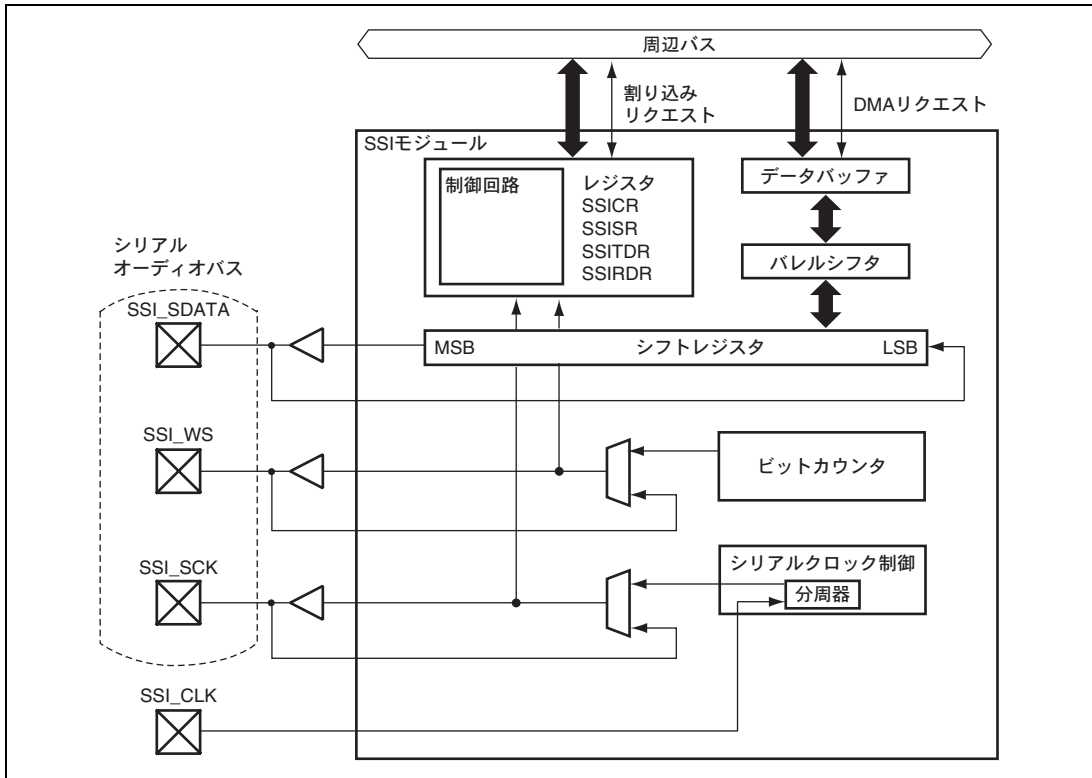 周辺バス
割り込み
リクエスト
DMAリクエスト
SSIモジュール
制御回路
レジスタ
SSICR
SSISR
SSITDR
SSIRDR
データバッファ
バレルシフタ
シリアル
オーディオバス
SSI_SDATA
MSB
シフトレジスタ
LSB
SSI_WS
ビットカウンタ
SSI_SCK
シリアルクロック制御
分周器
SSI_CLK